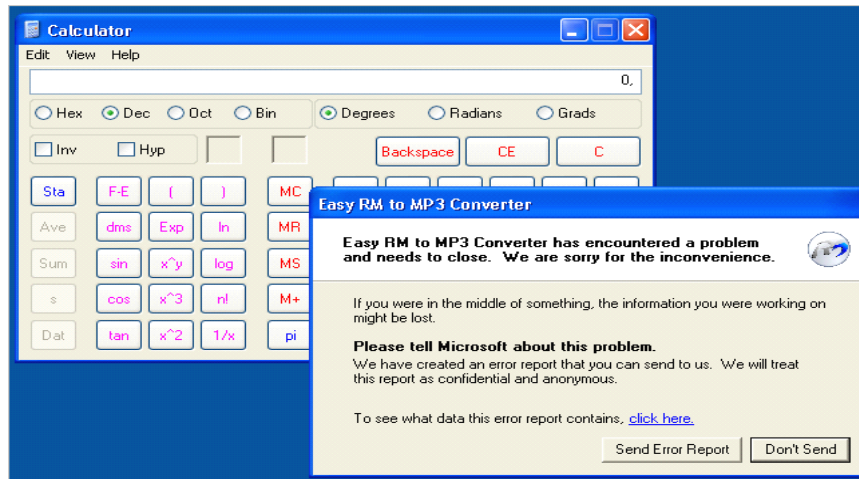 Calculator
Edit View Help
0,
Hex Dec Oct Bin Degrees Radians Grads
Inv Hyp Backspace CE C
Sta F-E ( ) MC
Ave dms Exp ln MR
Sum sin x^y log MS
s cos x^3 n! M+
Dat tan x^2 1/x pi
Easy RM to MP3 Converter
Easy RM to MP3 Converter has encountered a problem
and needs to close. We are sorry for the inconvenience.
If you were in the middle of something, the information you were working on
might be lost.
Please tell Microsoft about this problem.
We have created an error report that you can send to us. We will treat
this report as confidential and anonymous.
To see what data this error report contains, click here.
Send Error Report Don't Send